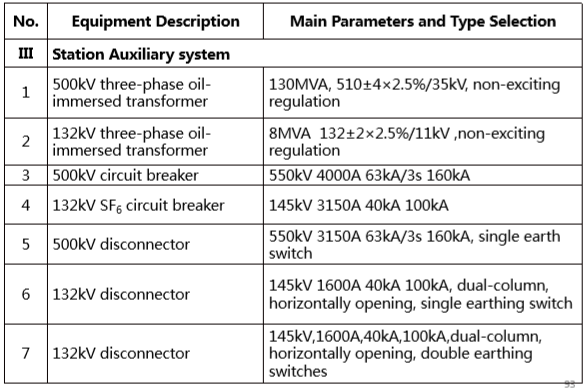 No. Equipment Description Main Parameters and Type Selection
III Station Auxiliary system
1 500kV three-phase oil-immersed transformer 130MVA, 510±4×2.5%/35kV, non-exciting regulation
2 132kV three-phase oil-immersed transformer 8MVA 132±2×2.5%/11kV ,non-exciting regulation
3 500kV circuit breaker 550kV 4000A 63kA/3s 160kA
4 132kV SF₆ circuit breaker 145kV 3150A 40kA 100kA
5 500kV disconnector 550kV 3150A 63kA/3s 160kA, single earth switch
6 132kV disconnector 145kV 1600A 40kA 100kA, dual-column, horizontally opening, single earthing switch
7 132kV disconnector 145kV,1600A,40kA,100kA,dual-column, horizontally opening, double earthing switches
93